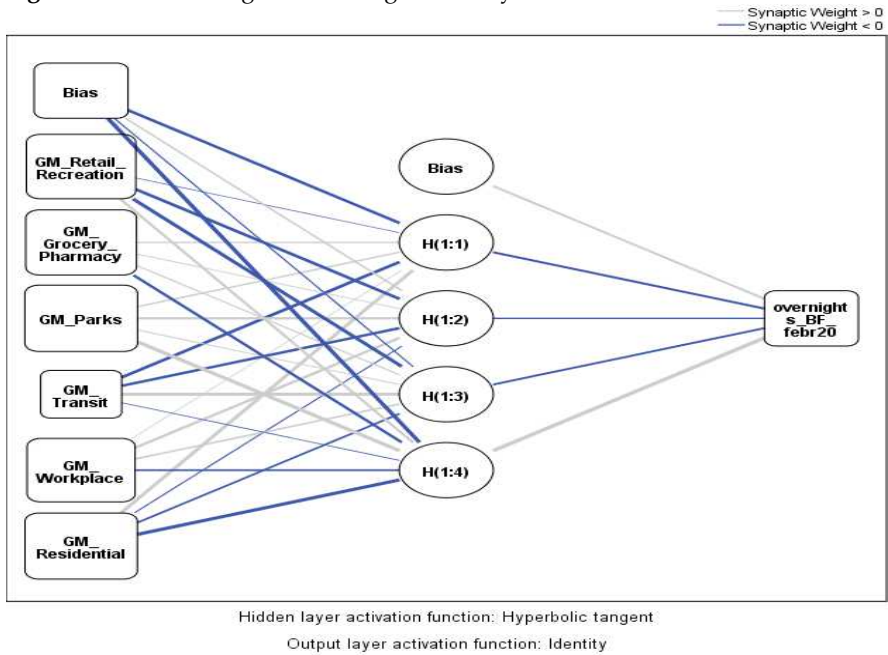 Synaptic Weight > 0
Synaptic Weight < 0
Bias
GM_Retail_
Recreation
GM_
Grocery_
Pharmacy
GM_Parks
GM_
Transit
GM_
Workplace
GM_
Residential
Bias
H(1:1)
H(1:2)
H(1:3)
H(1:4)
overnight
s_BF_
febr20
Hidden layer activation function: Hyperbolic tangent
Output layer activation function: Identity